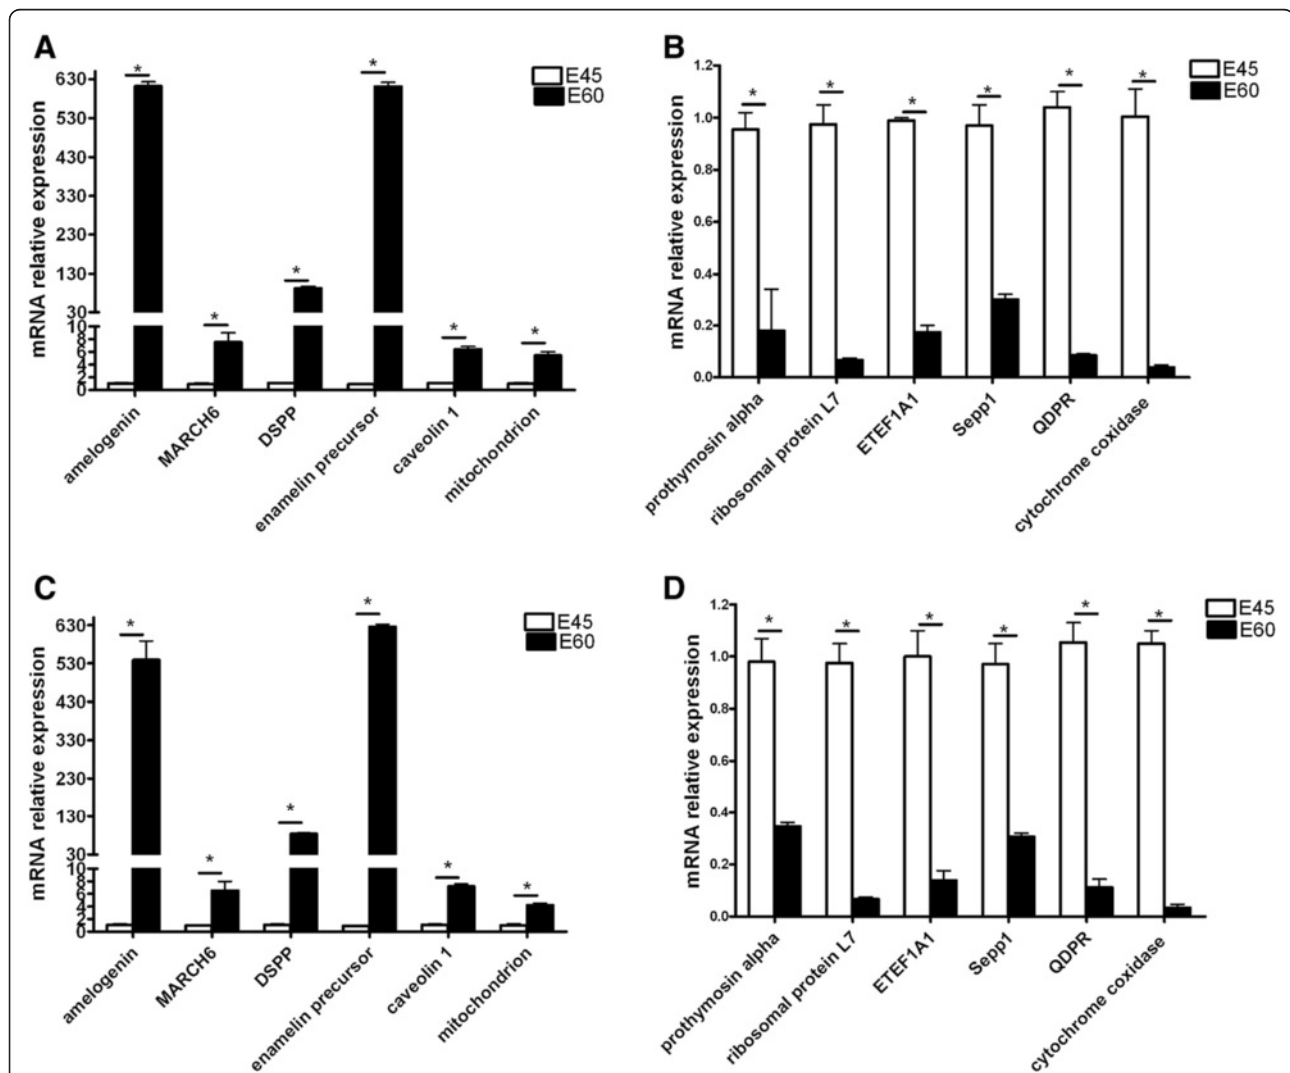 A
mRNA relative expression
630
530
430
330
230
130
30
10
8
6
4
2
0
*
*
*
*
*
*
E45
E60
amelogenin
MARCH6
DSPP
enamelin precursor
caveolin 1
mitochondrion
B
mRNA relative expression
1.2
1.0
0.8
0.6
0.4
0.2
0.0
*
*
*
*
*
*
E45
E60
prothymosin alpha
ribosomal protein L7
ETEF1A1
Sepp1
QDPR
cytochrome coxidase
C
mRNA relative expression
630
530
430
330
230
130
30
10
8
6
4
2
0
*
*
*
*
*
*
E45
E60
amelogenin
MARCH6
DSPP
enamelin precursor
caveolin 1
mitochondrion
D
mRNA relative expression
1.2
1.0
0.8
0.6
0.4
0.2
0.0
*
*
*
*
*
*
E45
E60
prothymosin alpha
ribosomal protein L7
ETEF1A1
Sepp1
QDPR
cytochrome coxidase